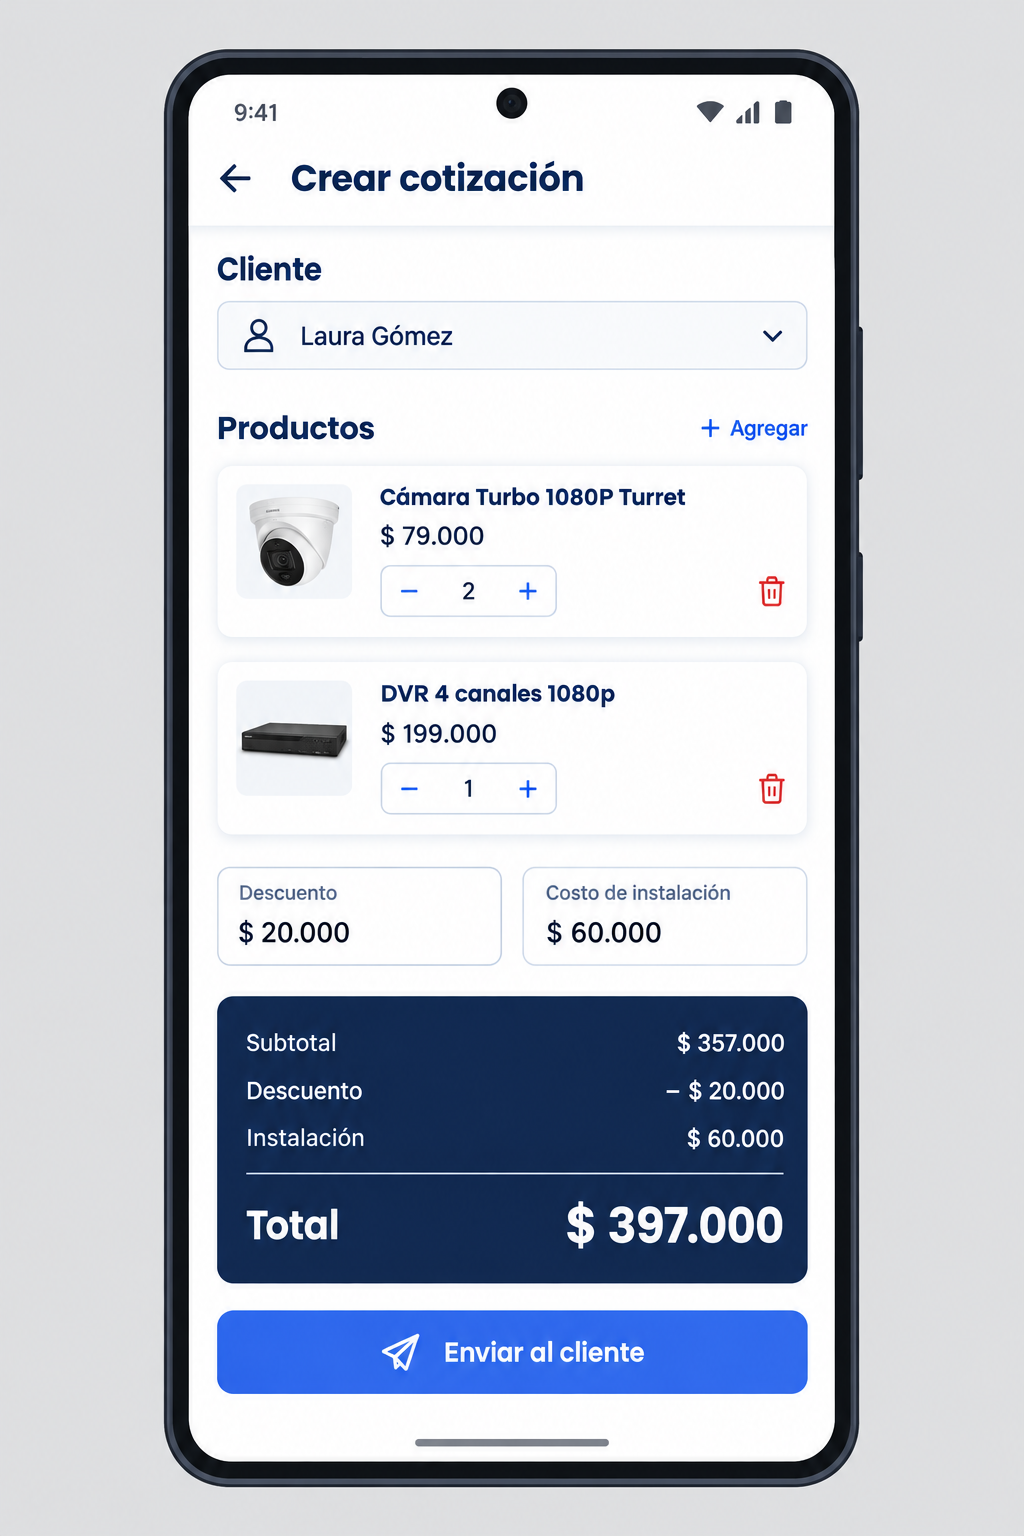 9:41
Crear cotización
Cliente
Laura Gómez
Productos
+ Agregar
Cámara Turbo 1080P Turret
$ 79.000
− 2 +
DVR 4 canales 1080p
$ 199.000
− 1 +
Descuento
$ 20.000
Costo de instalación
$ 60.000
Subtotal $ 357.000
Descuento – $ 20.000
Instalación $ 60.000
Total $ 397.000
Enviar al cliente